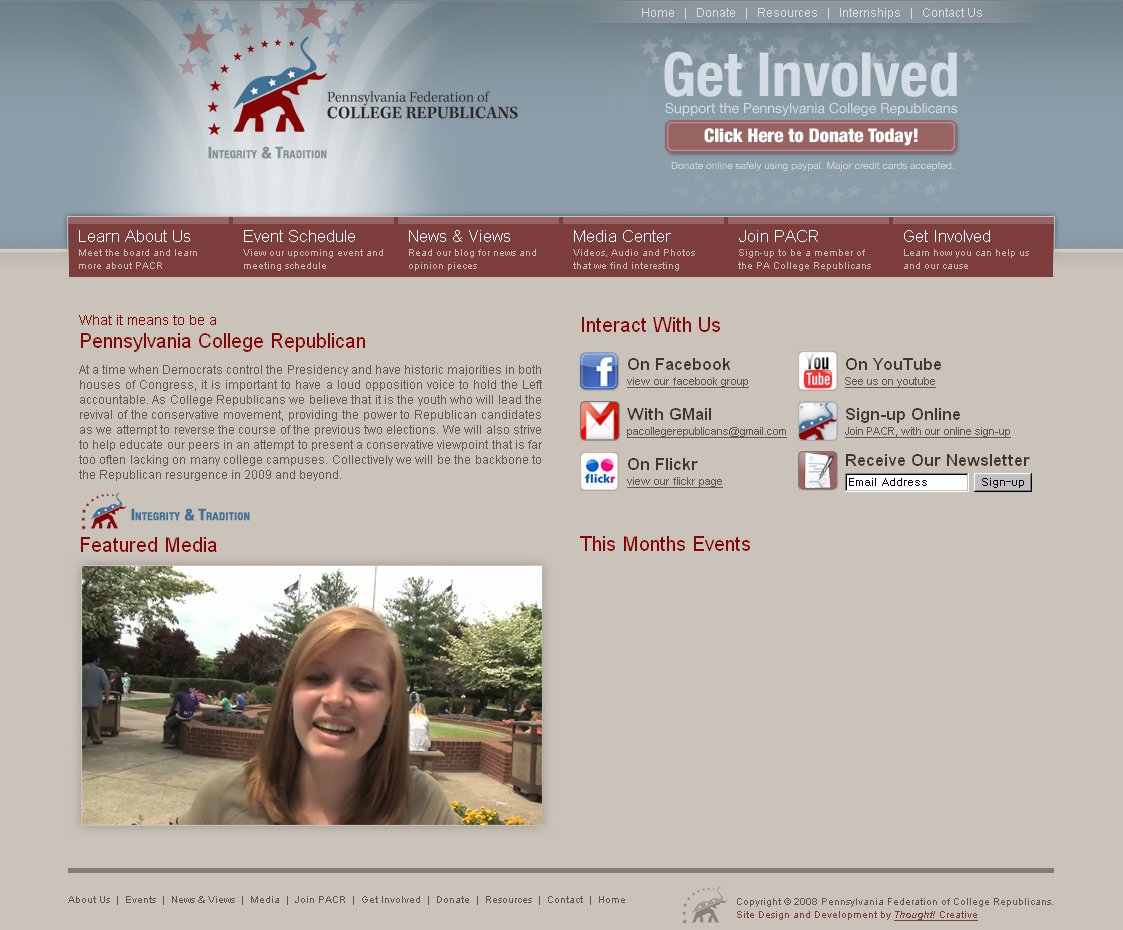 Home | Donate | Resources | Internships | Contact Us
Pennsylvania Federation of
COLLEGE REPUBLICANS
INTEGRITY & TRADITION
Get Involved
Support the Pennsylvania College Republicans
Click Here to Donate Today!
Donate online safely using paypal. Major credit cards accepted.
Learn About Us
Meet the board and learn
more about PACR
Event Schedule
View our upcoming event and
meeting schedule
News & Views
Read our blog for news and
opinion pieces
Media Center
Videos, Audio and Photos
that we find interesting
Join PACR
Sign-up to be a member of
the PA College Republicans
Get Involved
Learn how you can help us
and our cause
What it means to be a
Pennsylvania College Republican
At a time when Democrats control the Presidency and have historic majorities in both
houses of Congress, it is important to have a loud opposition voice to hold the Left
accountable. As College Republicans we believe that it is the youth who will lead the
revival of the conservative movement, providing the power to Republican candidates
as we attempt to reverse the course of the previous two elections. We will also strive
to help educate our peers in an attempt to present a conservative viewpoint that is far
too often lacking on many college campuses. Collectively we will be the backbone to
the Republican resurgence in 2009 and beyond.
INTEGRITY & TRADITION
Featured Media
Interact With Us
f
On Facebook
view our facebook group
You
Tube
On YouTube
See us on youtube
With GMail
pacollegerepublicans@gmail.com
Sign-up Online
Join PACR, with our online sign-up
flickr
On Flickr
view our flickr page
Receive Our Newsletter
Email Address
Sign-up
This Months Events
About Us | Events | News & Views | Media | Join PACR | Get Involved | Donate | Resources | Contact | Home
Copyright © 2008 Pennsylvania Federation of College Republicans.
Site Design and Development by Thought! Creative